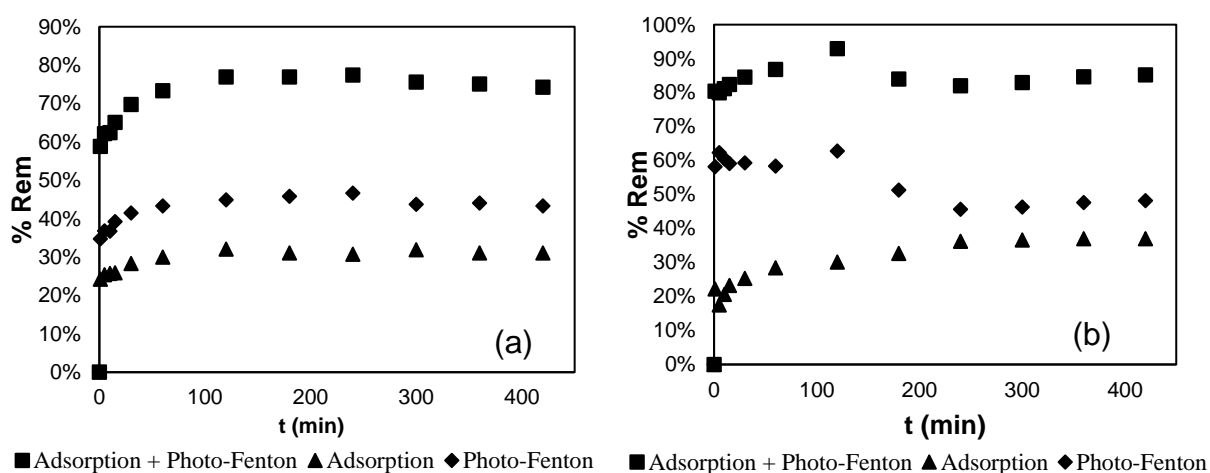 90%
80%
70%
60%
50%
40%
30%
20%
10%
0%
% Rem
0 100 200 300 400
t (min)
(a)
■ Adsorption + Photo-Fenton ▲ Adsorption ◆ Photo-Fenton
100%
90%
80%
70%
60%
50%
40%
30%
20%
10%
0%
% Rem
0 100 200 300 400
t (min)
(b)
■ Adsorption + Photo-Fenton ▲ Adsorption ◆ Photo-Fenton